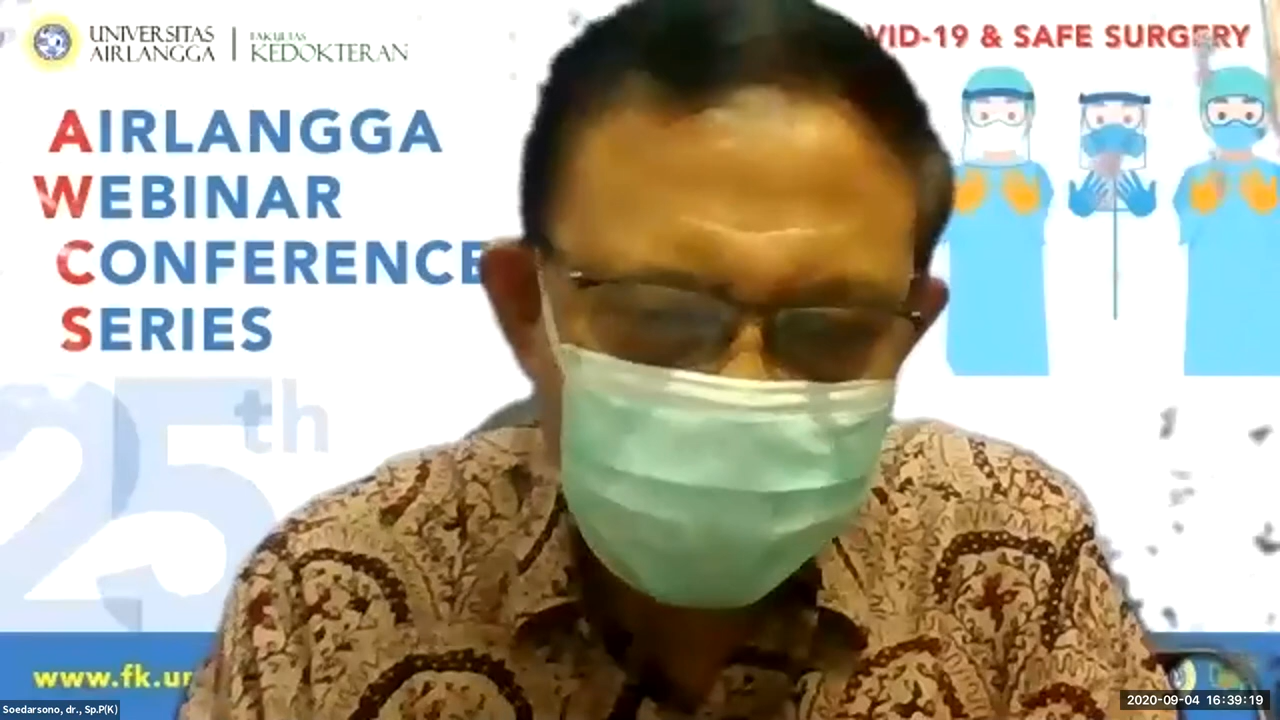 UNIVERSITAS
AIRLANGGA
FAKULTAS
KEDOKTERAN
VID-19 & SAFE SURGERY
AIRLANGGA
WEBINAR
CONFERENCE
SERIES
25th
www.fk.un
Soedarsono, dr., Sp.P(K)
2020-09-04 16:39:19